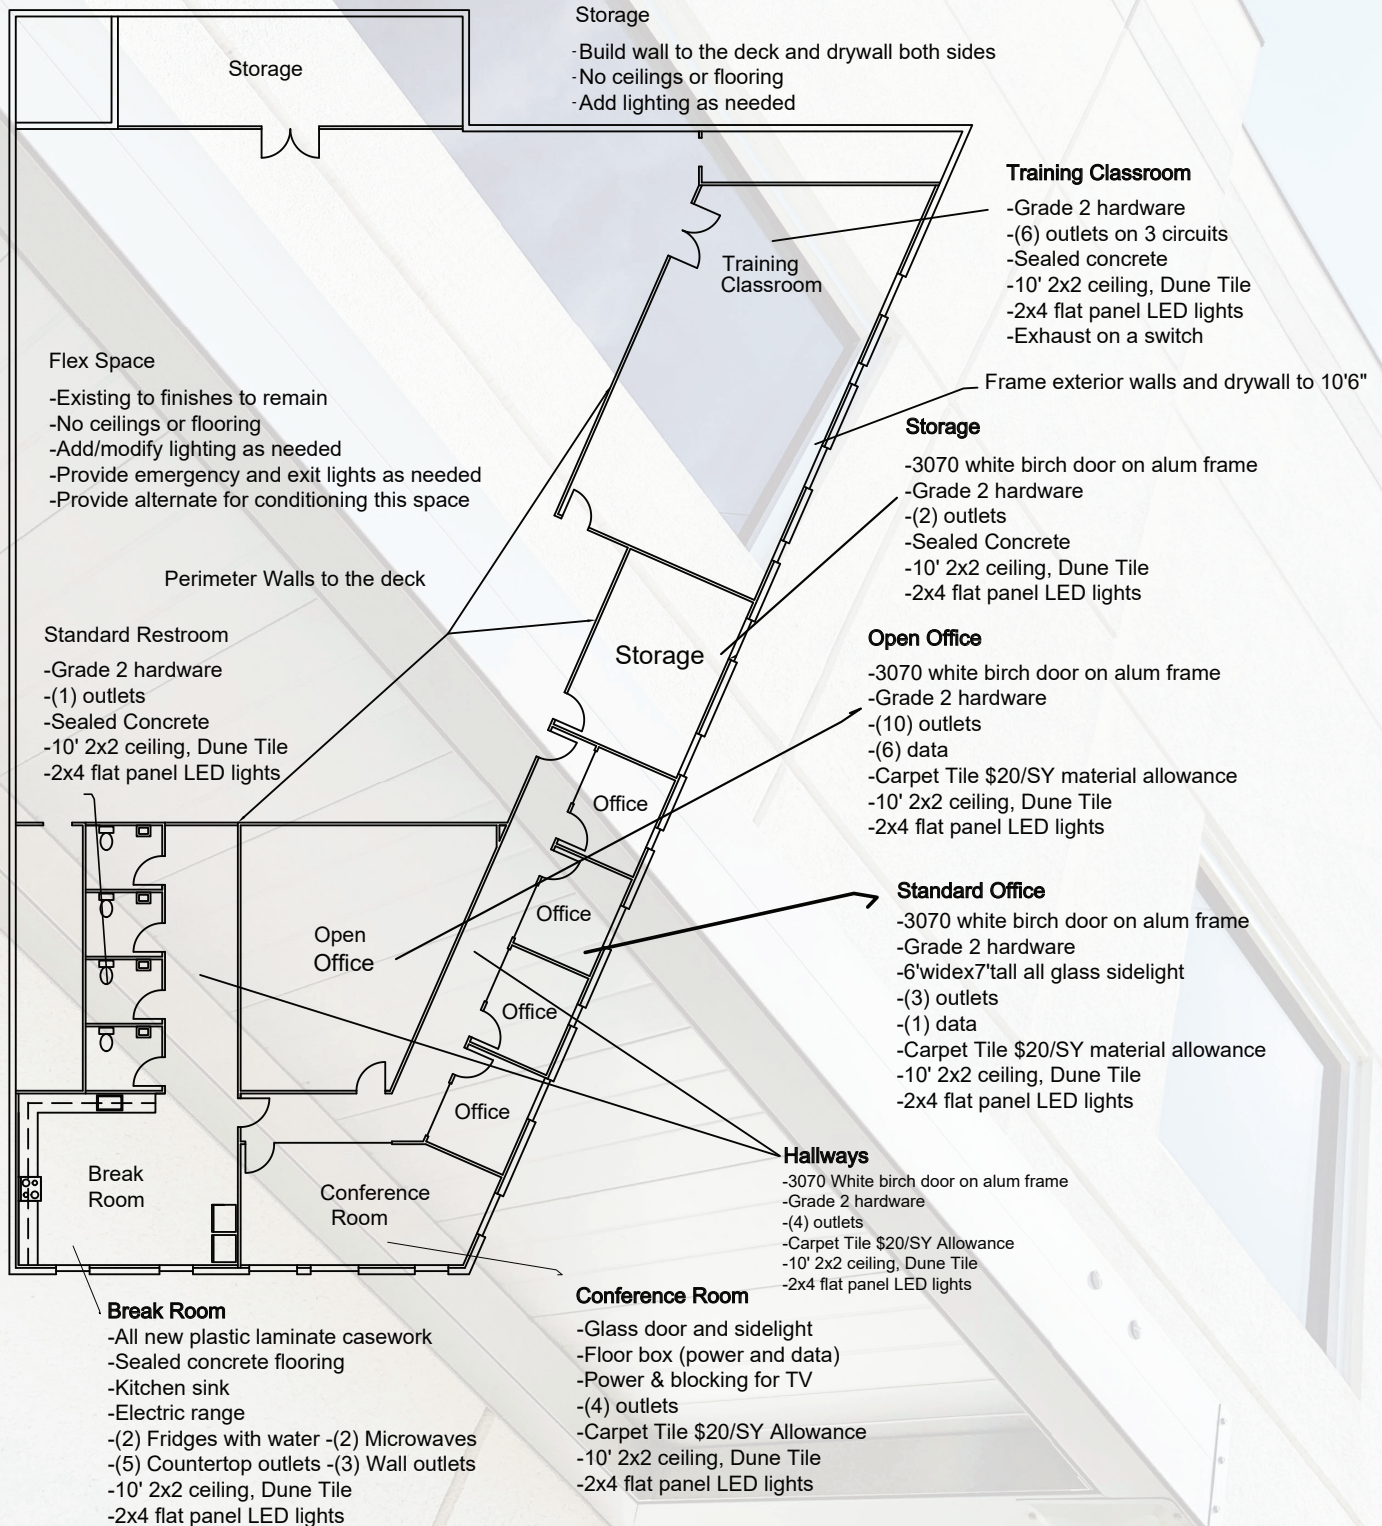 Storage
-Build wall to the deck and drywall both sides
-No ceilings or flooring
-Add lighting as needed
Storage
Training Classroom
-Grade 2 hardware
-(6) outlets on 3 circuits
-Sealed concrete
-10' 2x2 ceiling, Dune Tile
-2x4 flat panel LED lights
-Exhaust on a switch
Training
Classroom
Flex Space
-Existing to finishes to remain
-No ceilings or flooring
-Add/modify lighting as needed
-Provide emergency and exit lights as needed
-Provide alternate for conditioning this space
Frame exterior walls and drywall to 10'6"
Storage
-3070 white birch door on alum frame
-Grade 2 hardware
-(2) outlets
-Sealed Concrete
-10' 2x2 ceiling, Dune Tile
-2x4 flat panel LED lights
Perimeter Walls to the deck
Standard Restroom
-Grade 2 hardware
-(1) outlets
-Sealed Concrete
-10' 2x2 ceiling, Dune Tile
-2x4 flat panel LED lights
Storage
Open Office
-3070 white birch door on alum frame
-Grade 2 hardware
-(10) outlets
-(6) data
-Carpet Tile $20/SY material allowance
-10' 2x2 ceiling, Dune Tile
-2x4 flat panel LED lights
Office
Office
Office
Office
Open
Office
Standard Office
-3070 white birch door on alum frame
-Grade 2 hardware
-6'widex7'tall all glass sidelight
-(3) outlets
-(1) data
-Carpet Tile $20/SY material allowance
-10' 2x2 ceiling, Dune Tile
-2x4 flat panel LED lights
Break
Room
Conference
Room
Hallways
-3070 White birch door on alum frame
-Grade 2 hardware
-(4) outlets
-Carpet Tile $20/SY Allowance
-10' 2x2 ceiling, Dune Tile
-2x4 flat panel LED lights
Break Room
-All new plastic laminate casework
-Sealed concrete flooring
-Kitchen sink
-Electric range
-(2) Fridges with water -(2) Microwaves
-(5) Countertop outlets -(3) Wall outlets
-10' 2x2 ceiling, Dune Tile
-2x4 flat panel LED lights
Conference Room
-Glass door and sidelight
-Floor box (power and data)
-Power & blocking for TV
-(4) outlets
-Carpet Tile $20/SY Allowance
-10' 2x2 ceiling, Dune Tile
-2x4 flat panel LED lights